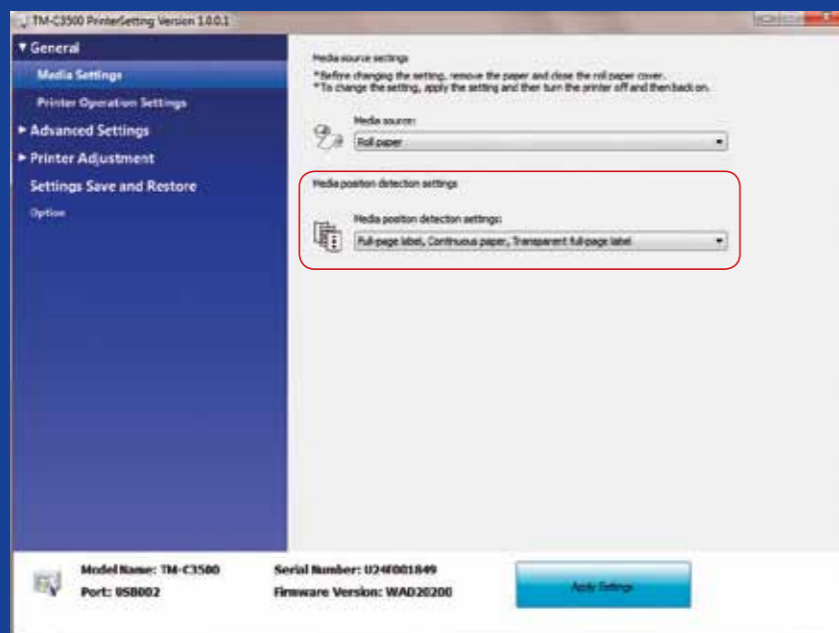 TM-C3500 PrinterSetting Version 1.0.0.1
▼ General
Media Settings
Printer Operation Settings
► Advanced Settings
► Printer Adjustment
Settings Save and Restore
Option
Media source settings
*Before changing the setting, remove the paper and close the roll paper cover.
*To change the setting, apply the setting and then turn the printer off and then back on.
Media source:
Roll paper
Media position detection settings
Media position detection settings:
Full-page label, Continuous paper, Transparent full-page label
Model Name: TM-C3500
Port: USB002
Serial Number: U24F001849
Firmware Version: WAD20200
Apply Settings